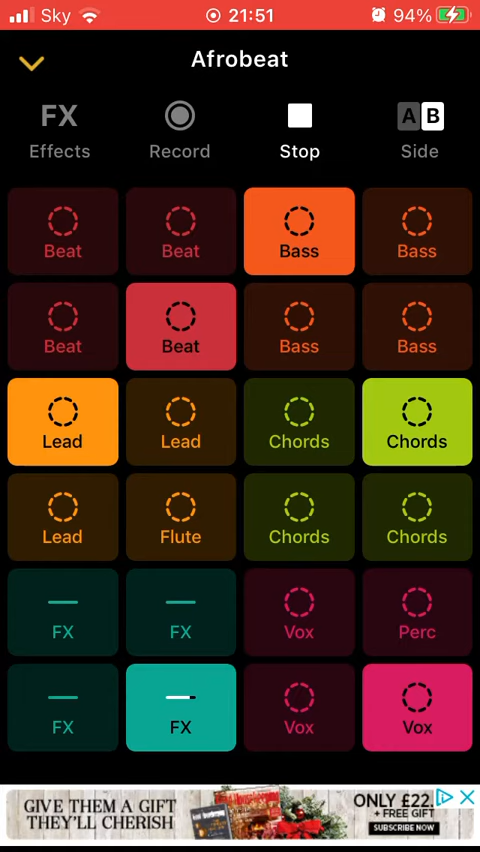 Sky 21:51 94%
Afrobeat
FX A B
Effects Record Stop Side
Beat Beat Bass Bass
Beat Beat Bass Bass
Lead Lead Chords Chords
Lead Flute Chords Chords
FX FX Vox Perc
FX FX Vox Vox
GIVE THEM A GIFT
THEY'LL CHERISH
ONLY £22.
+ FREE GIFT
SUBSCRIBE NOW